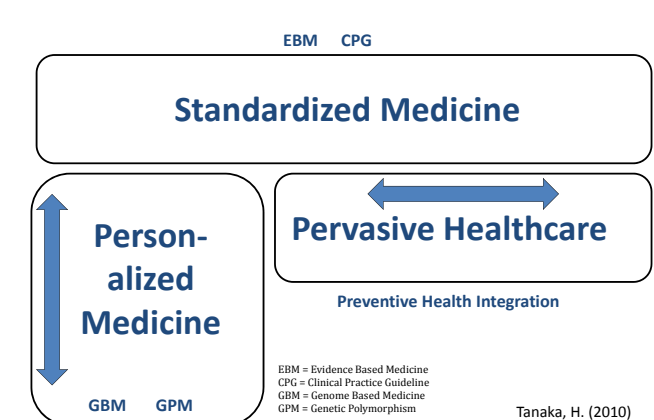 EBM CPG
Standardized Medicine
Person-
alized
Medicine
GBM GPM
Pervasive Healthcare
Preventive Health Integration
EBM = Evidence Based Medicine
CPG = Clinical Practice Guideline
GBM = Genome Based Medicine
GPM = Genetic Polymorphism
Tanaka, H. (2010)